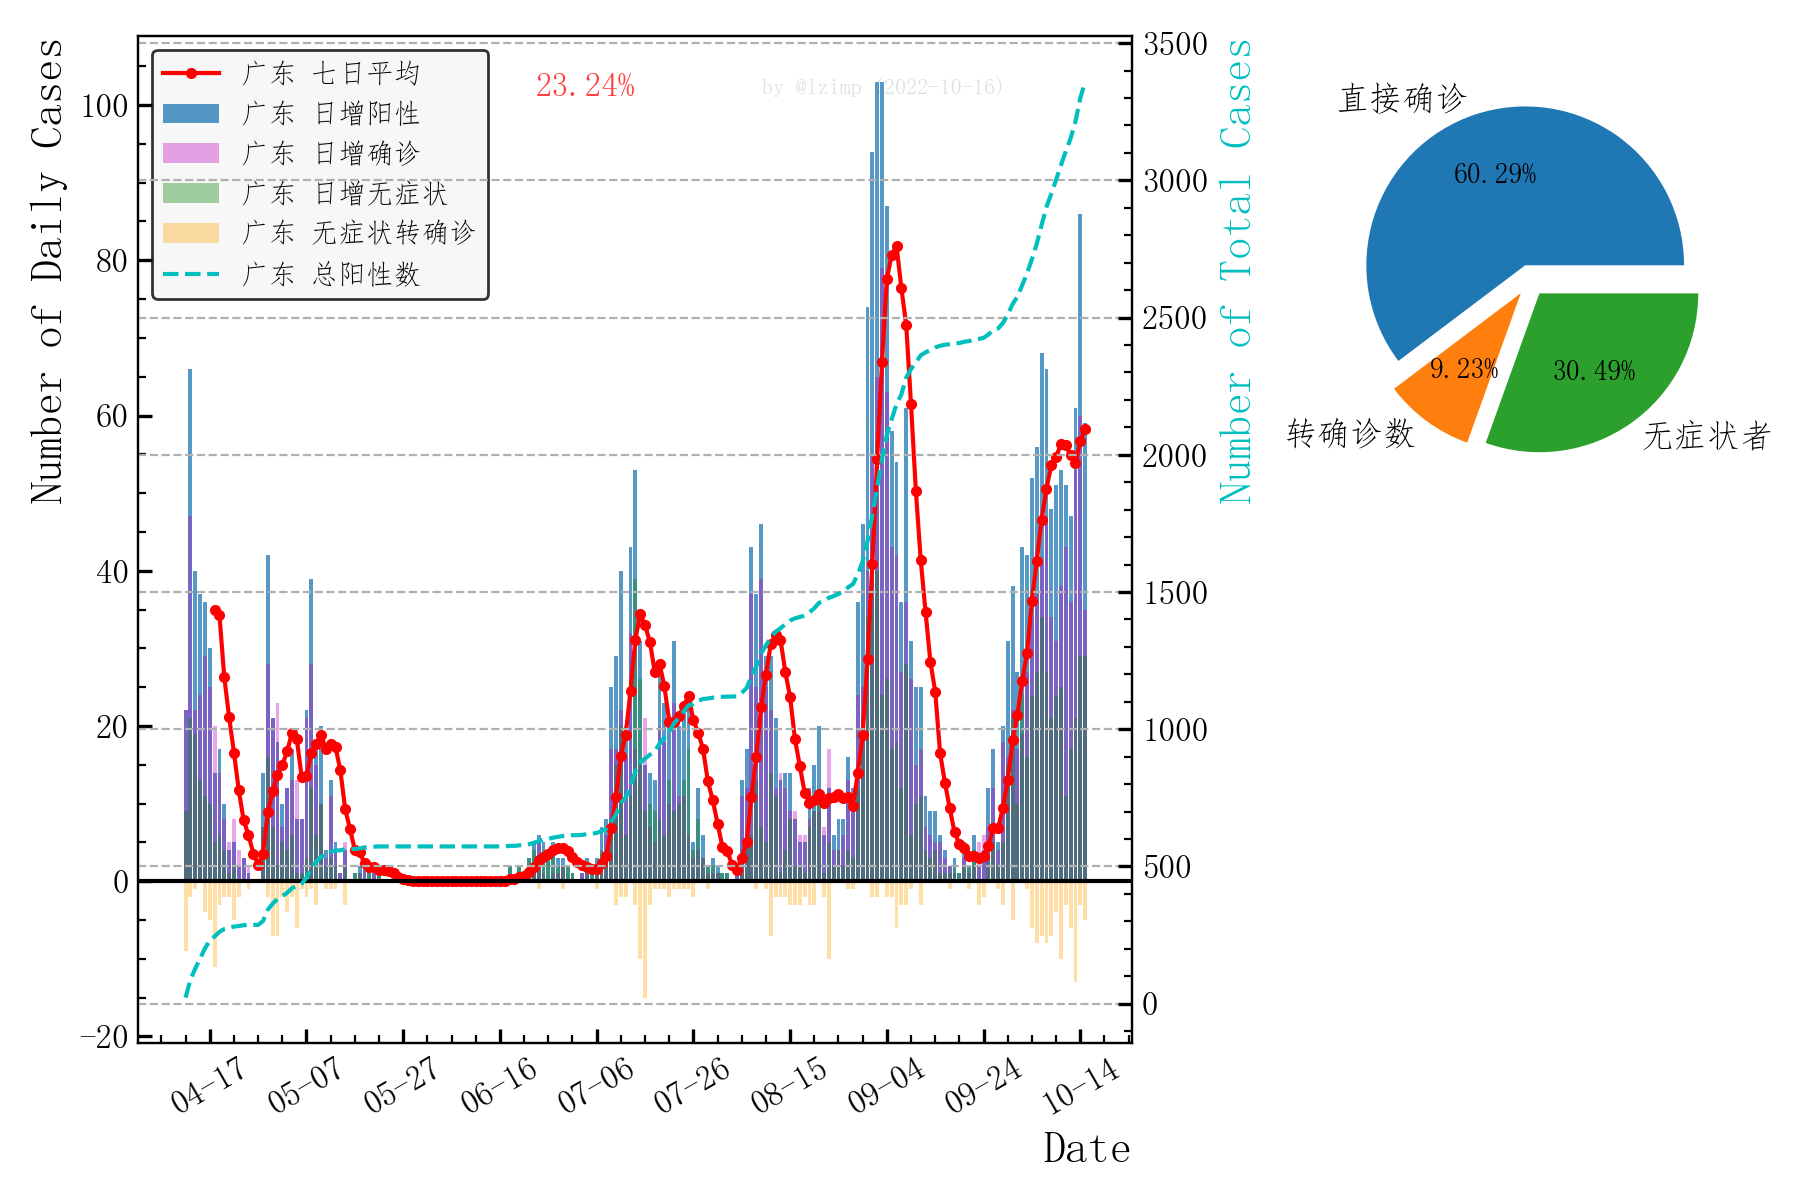 广东 七日平均
广东 日增阳性
广东 日增确诊
广东 日增无症状
广东 无症状转确诊
广东 总阳性数
23.24%
by @lzimp (2022-10-16)
Number of Daily Cases
100
80
60
40
20
0
−20
3500
3000
2500
2000
1500
1000
500
0
Number of Total Cases
04-17
05-07
05-27
06-16
07-06
07-26
08-15
09-04
09-24
10-14
Date
直接确诊
60.29%
9.23%
30.49%
转确诊数
无症状者